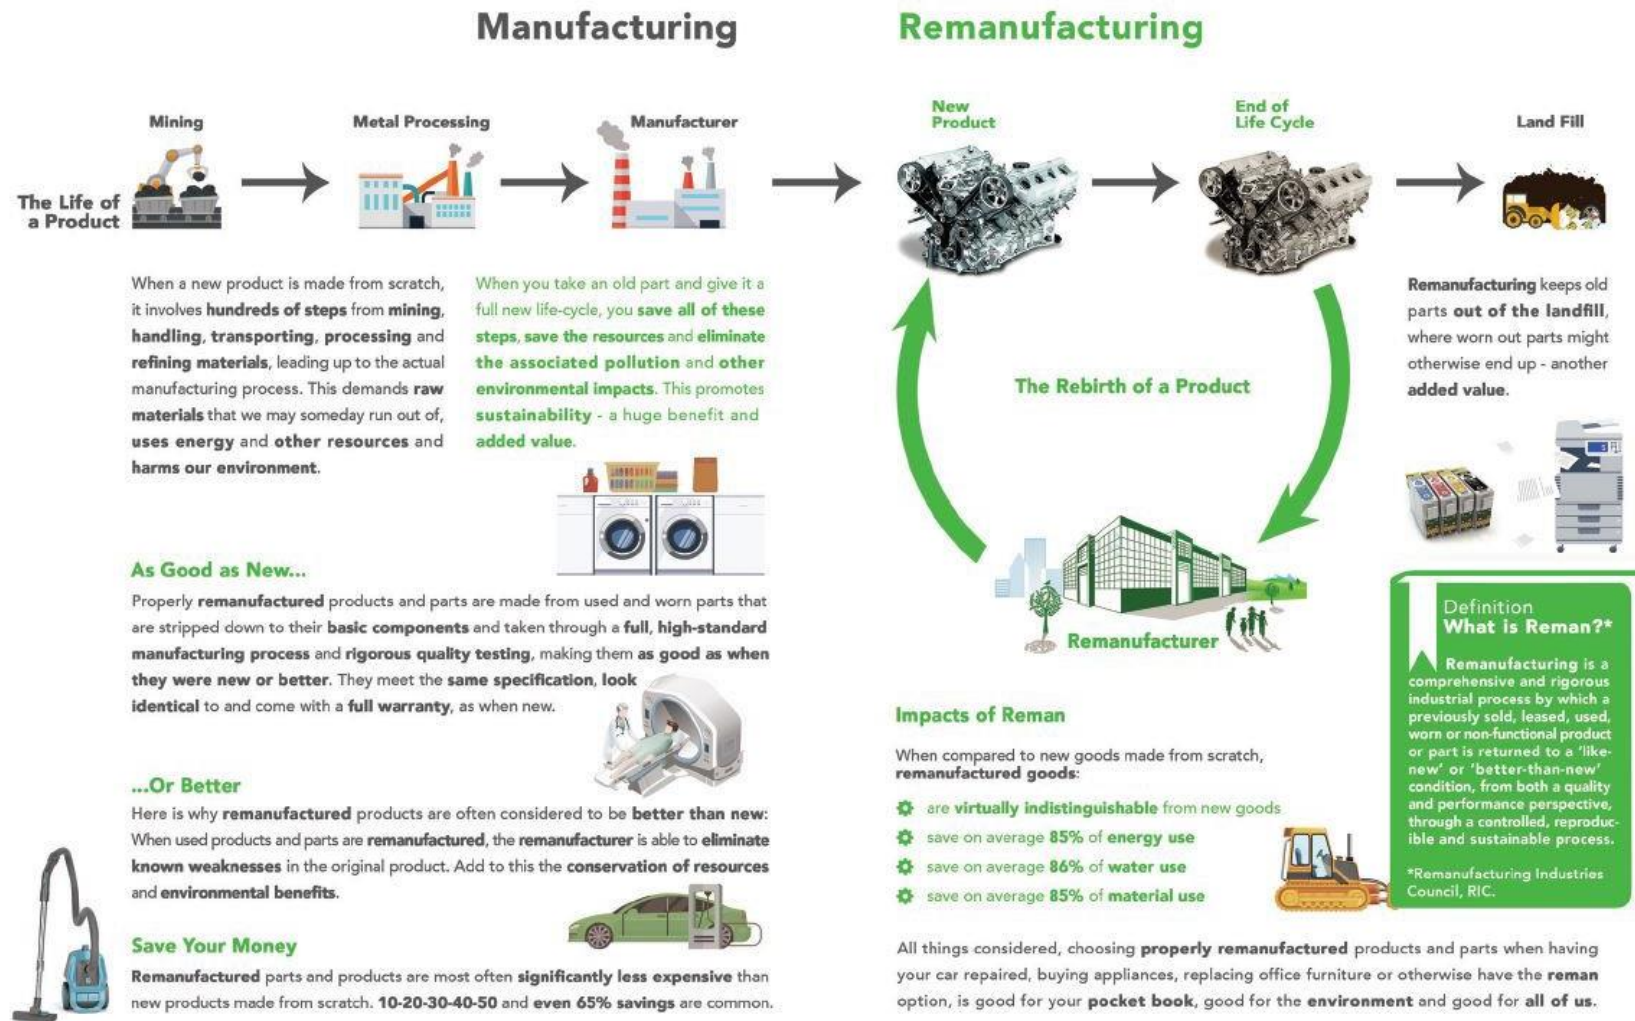 Manufacturing
Remanufacturing
The Life of
a Product
Mining
Metal Processing
Manufacturer
New
Product
End of
Life Cycle
Land Fill
When a new product is made from scratch,
it involves hundreds of steps from mining,
handling, transporting, processing and
refining materials, leading up to the actual
manufacturing process. This demands raw
materials that we may someday run out of,
uses energy and other resources and
harms our environment.
When you take an old part and give it a
full new life-cycle, you save all of these
steps, save the resources and eliminate
the associated pollution and other
environmental impacts. This promotes
sustainability - a huge benefit and
added value.
As Good as New...
Properly remanufactured products and parts are made from used and worn parts that
are stripped down to their basic components and taken through a full, high-standard
manufacturing process and rigorous quality testing, making them as good as when
they were new or better. They meet the same specification, look
identical to and come with a full warranty, as when new.
...Or Better
Here is why remanufactured products are often considered to be better than new:
When used products and parts are remanufactured, the remanufacturer is able to eliminate
known weaknesses in the original product. Add to this the conservation of resources
and environmental benefits.
Save Your Money
Remanufactured parts and products are most often significantly less expensive than
new products made from scratch. 10-20-30-40-50 and even 65% savings are common.
The Rebirth of a Product
Remanufacturer
Remanufacturing keeps old
parts out of the landfill,
where worn out parts might
otherwise end up - another
added value.
Impacts of Reman
When compared to new goods made from scratch,
remanufactured goods:
are virtually indistinguishable from new goods
save on average 85% of energy use
save on average 86% of water use
save on average 85% of material use
Definition
What is Reman?*
Remanufacturing is a
comprehensive and rigorous
industrial process by which a
previously sold, leased, used,
worn or non-functional product
or part is returned to a 'like-
new' or 'better-than-new'
condition, from both a quality
and performance perspective,
through a controlled, reproduc-
ible and sustainable process.
*Remanufacturing Industries
Council, RIC.
All things considered, choosing properly remanufactured products and parts when having
your car repaired, buying appliances, replacing office furniture or otherwise have the reman
option, is good for your pocket book, good for the environment and good for all of us.